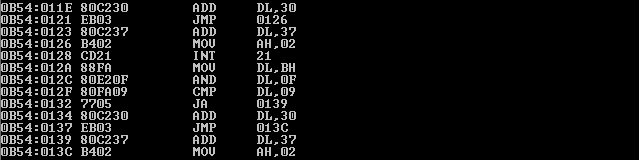 0B54:011E 80C230 ADD DL,30
0B54:0121 EB03 JMP 0126
0B54:0123 80C237 ADD DL,37
0B54:0126 B402 MOV AH,02
0B54:0128 CD21 INT 21
0B54:012A 88FA MOV DL,BH
0B54:012C 80E20F AND DL,0F
0B54:012F 80FA09 CMP DL,09
0B54:0132 7705 JA 0139
0B54:0134 80C230 ADD DL,30
0B54:0137 EB03 JMP 013C
0B54:0139 80C237 ADD DL,37
0B54:013C B402 MOV AH,02